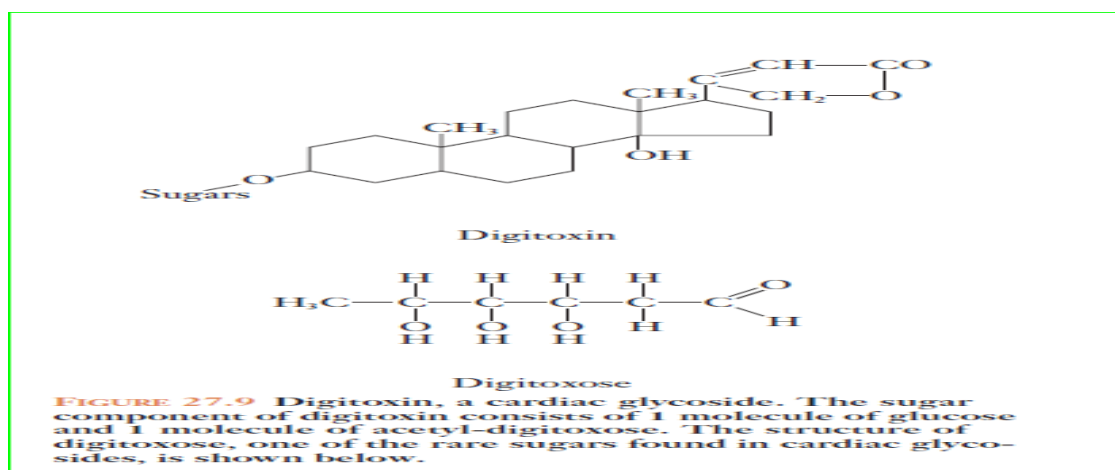 C CH CO
CH₃ CH₂ O
CH₃
OH
O
Sugars
Digitoxin
H H H H
H₃C C C C C C O
O O O H H
H H H
Digitoxose
FIGURE 27.9 Digitoxin, a cardiac glycoside. The sugar
component of digitoxin consists of 1 molecule of glucose
and 1 molecule of acetyl-digitoxose. The structure of
digitoxose, one of the rare sugars found in cardiac glyco-
sides, is shown below.